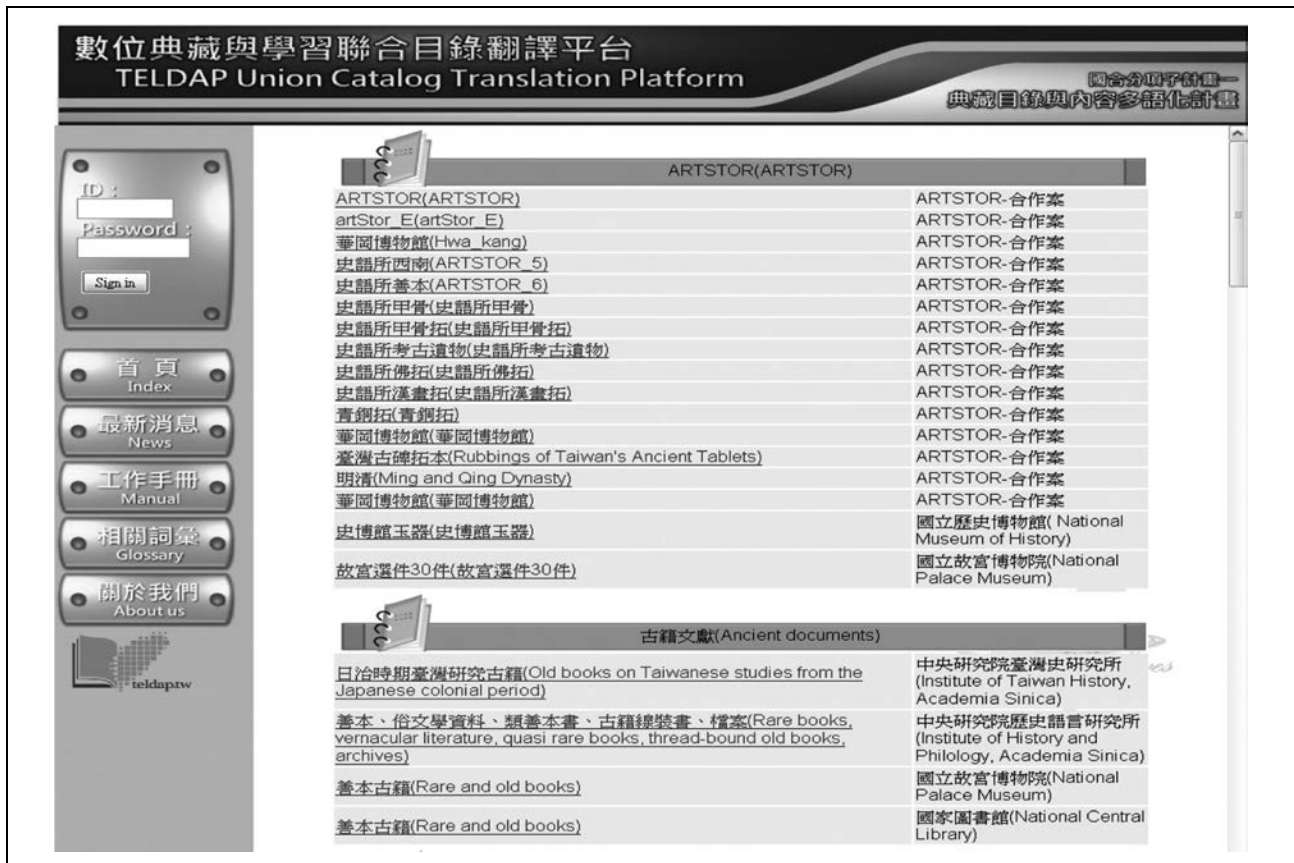 數位典藏與學習聯合目錄翻譯平台
TELDAP Union Catalog Translation Platform
國合分項子計畫一
典藏目錄與內容多語化計畫
ID :
Password :
Sign in
首頁
Index
最新消息
News
工作手冊
Manual
相關詞彙
Glossary
關於我們
About us
teldap.tw
ARTSTOR(ARTSTOR)
ARTSTOR(ARTSTOR) ARTSTOR-合作案
artStor_E(artStor_E) ARTSTOR-合作案
華岡博物館(Hwa_kang) ARTSTOR-合作案
史語所西南(ARTSTOR_5) ARTSTOR-合作案
史語所善本(ARTSTOR_6) ARTSTOR-合作案
史語所甲骨(史語所甲骨) ARTSTOR-合作案
史語所甲骨拓(史語所甲骨拓) ARTSTOR-合作案
史語所考古遺物(史語所考古遺物) ARTSTOR-合作案
史語所佛拓(史語所佛拓) ARTSTOR-合作案
史語所漢畫拓(史語所漢畫拓) ARTSTOR-合作案
青銅拓(青銅拓) ARTSTOR-合作案
華岡博物館(華岡博物館) ARTSTOR-合作案
臺灣古碑拓本(Rubbings of Taiwan's Ancient Tablets) ARTSTOR-合作案
明清(Ming and Qing Dynasty) ARTSTOR-合作案
華岡博物館(華岡博物館) ARTSTOR-合作案
史博館玉器(史博館玉器)
國立歷史博物館( National
Museum of History)
故宮選件30件(故宮選件30件)
國立故宮博物院(National
Palace Museum)
古籍文獻(Ancient documents)
日治時期臺灣研究古籍(Old books on Taiwanese studies from the
Japanese colonial period)
中央研究院臺灣史研究所
(Institute of Taiwan History,
Academia Sinica)
善本、俗文學資料、類善本書、古籍線裝書、檔案(Rare books,
vernacular literature, quasi rare books, thread-bound old books,
archives)
中央研究院歷史語言研究所
(Institute of History and
Philology, Academia Sinica)
善本古籍(Rare and old books)
國立故宮博物院(National
Palace Museum)
善本古籍(Rare and old books)
國家圖書館(National Central
Library)